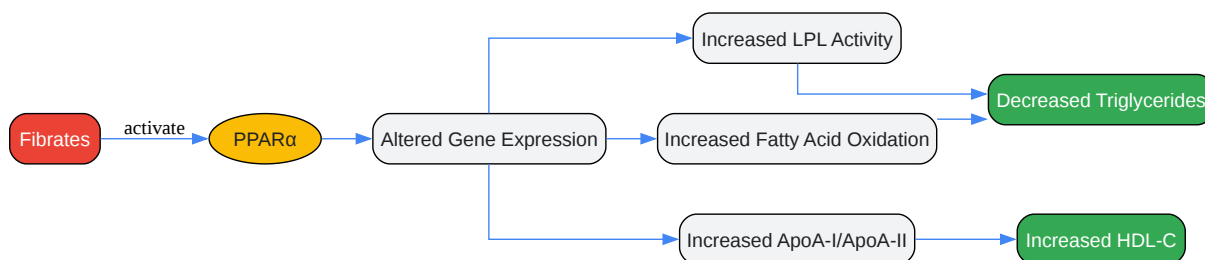 Increased LPL Activity
Decreased Triglycerides
Fibrates
activate
PPARα
Altered Gene Expression
Increased Fatty Acid Oxidation
Increased ApoA-I/ApoA-II
Increased HDL-C